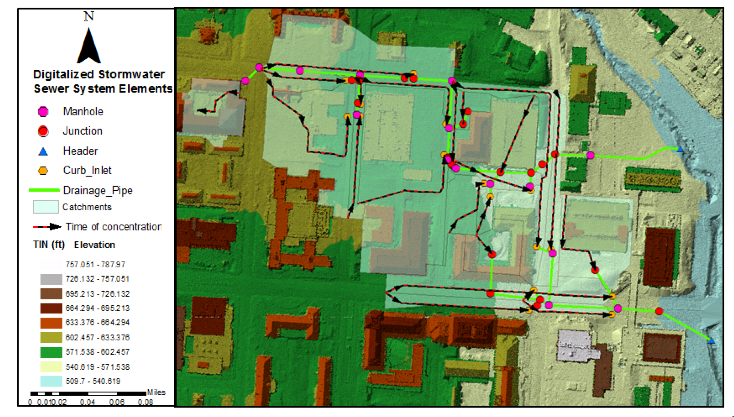 N
Digitalized Stormwater
Sewer System Elements
Manhole
Junction
Header
Curb_Inlet
Drainage_Pipe
Catchments
Time of concentration
TIN (ft) Elevation
757.051 - 787.97
726.132 - 757.051
695.213 - 726.132
664.294 - 695.213
633.376 - 664.294
602.457 - 633.376
571.538 - 602.457
540.619 - 571.538
509.7 - 540.619
Miles
0 0.010.02 0.04 0.06 0.08